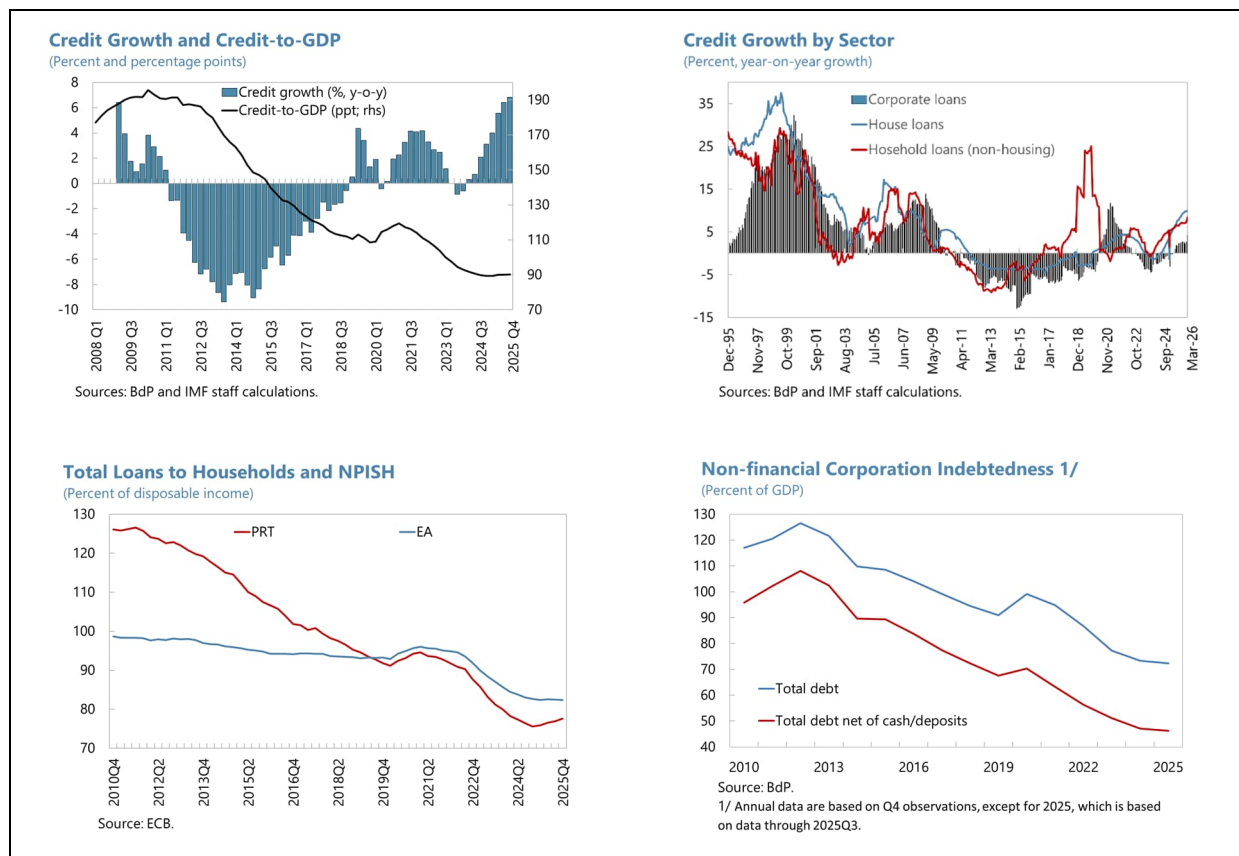 Credit Growth and Credit-to-GDP
(Percent and percentage points)
8
6
4
2
0
-2
-4
-6
-8
-10
190
170
150
130
110
90
70
Credit growth (%, y-o-y)
Credit-to-GDP (ppt; rhs)
2008 Q1
2009 Q3
2011 Q1
2012 Q3
2014 Q1
2015 Q3
2017 Q1
2018 Q3
2020 Q1
2021 Q3
2023 Q1
2024 Q3
2025 Q4
Sources: BdP and IMF staff calculations.
Credit Growth by Sector
(Percent, year-on-year growth)
35
25
15
5
-5
-15
Corporate loans
House loans
Hosehold loans (non-housing)
Dec-95
Nov-97
Oct-99
Sep-01
Aug-03
Jul-05
Jun-07
May-09
Apr-11
Mar-13
Feb-15
Jan-17
Dec-18
Nov-20
Oct-22
Sep-24
Mar-26
Sources: BdP and IMF staff calculations.
Total Loans to Households and NPISH
(Percent of disposable income)
130
120
110
100
90
80
70
PRT
EA
2010Q4
2012Q2
2013Q4
2015Q2
2016Q4
2018Q2
2019Q4
2021Q2
2022Q4
2024Q2
2025Q4
Source: ECB.
Non-financial Corporation Indebtedness 1/
(Percent of GDP)
130
120
110
100
90
80
70
60
50
40
Total debt
Total debt net of cash/deposits
2010
2013
2016
2019
2022
2025
Source: BdP.
1/ Annual data are based on Q4 observations, except for 2025, which is based
on data through 2025Q3.